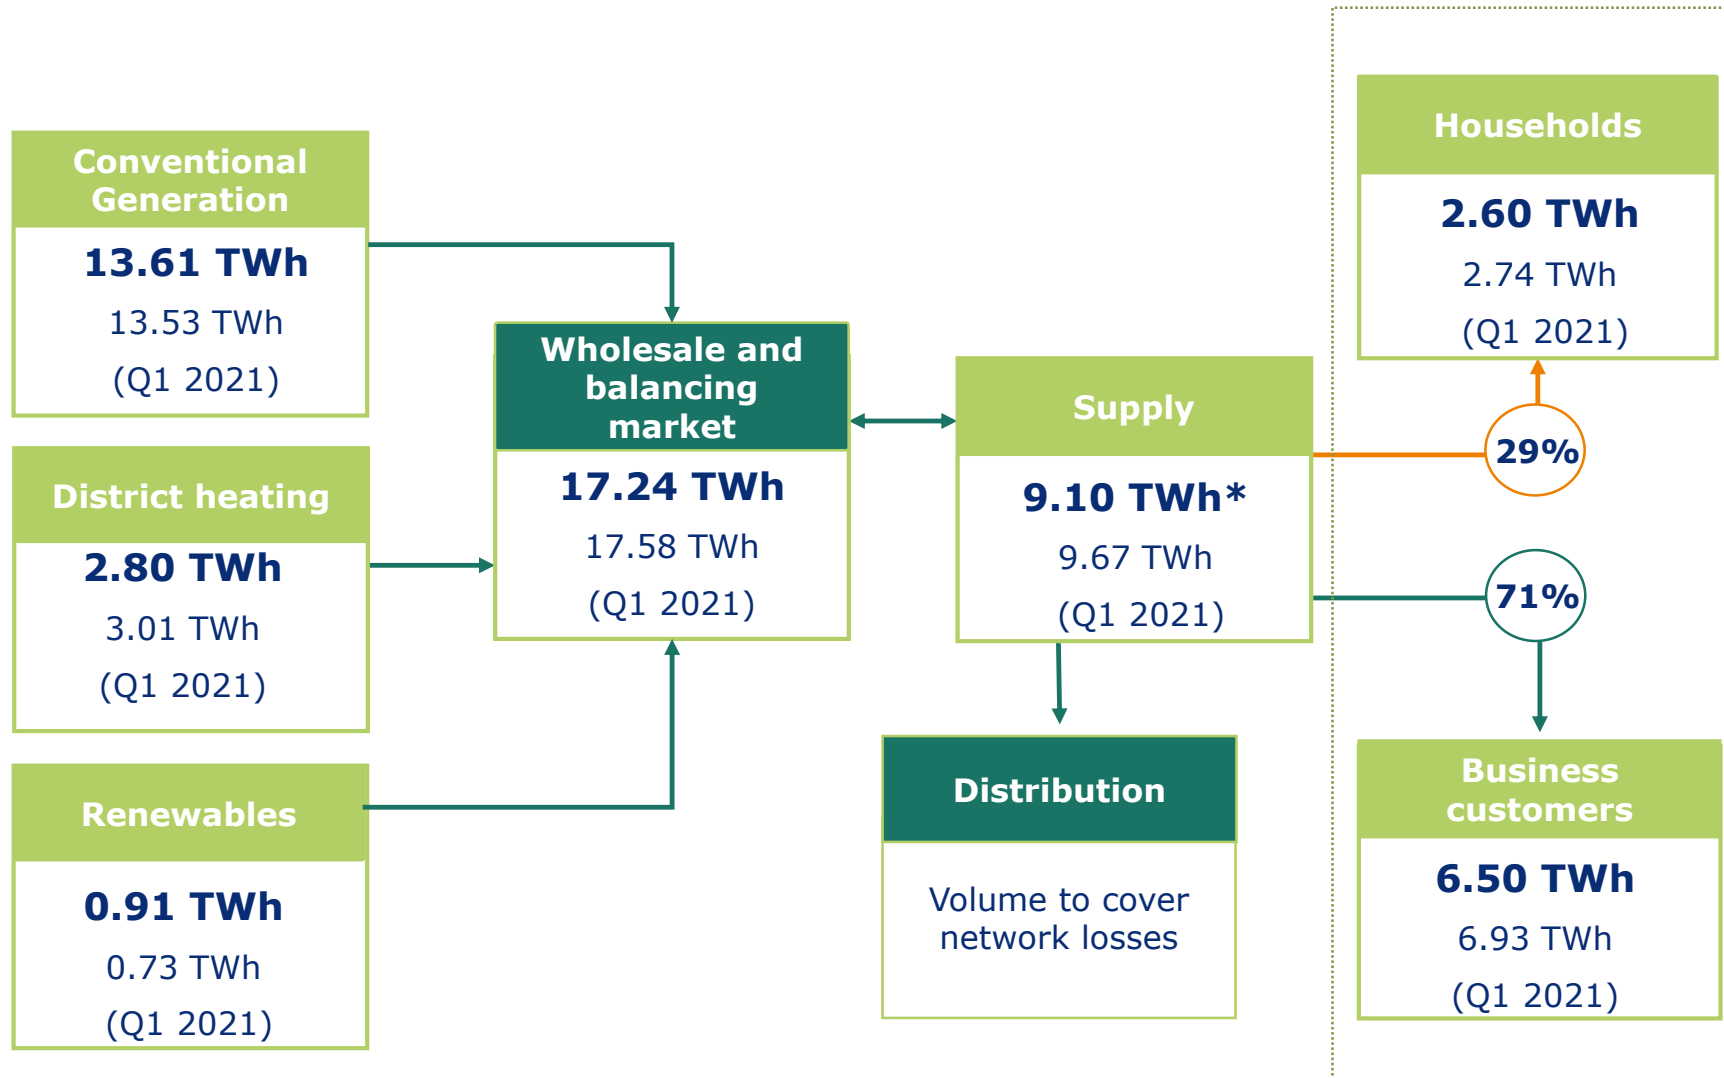 Conventional
Generation
13.61 TWh
13.53 TWh
(Q1 2021)
District heating
2.80 TWh
3.01 TWh
(Q1 2021)
Renewables
0.91 TWh
0.73 TWh
(Q1 2021)
Wholesale and
balancing
market
17.24 TWh
17.58 TWh
(Q1 2021)
Supply
9.10 TWh*
9.67 TWh
(Q1 2021)
Distribution
Volume to cover
network losses
Households
2.60 TWh
2.74 TWh
(Q1 2021)
29%
71%
Business
customers
6.50 TWh
6.93 TWh
(Q1 2021)